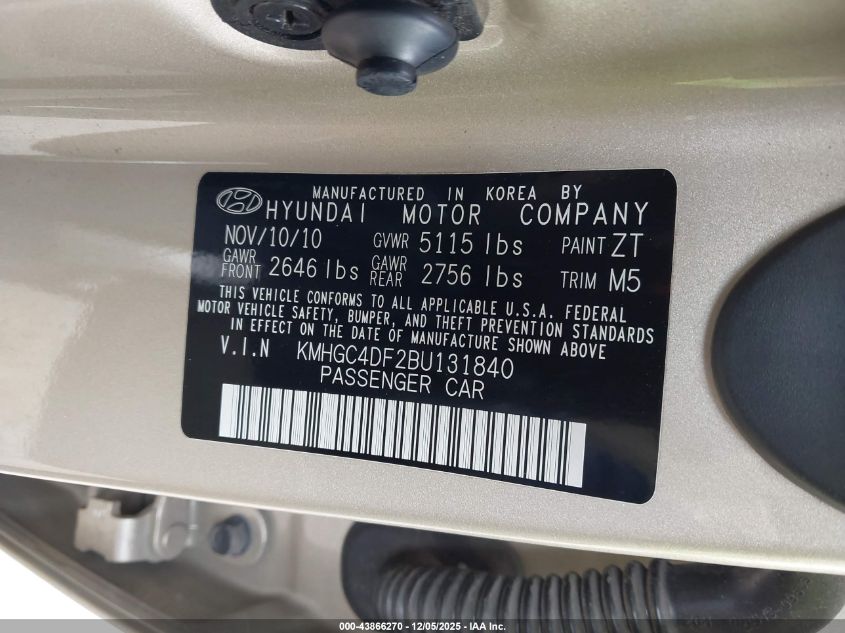 MANUFACTURED IN KOREA BY
HYUNDAI MOTOR COMPANY
NOV/10/10 GVWR 5115 lbs PAINT ZT
GAWR FRONT 2646 lbs GAWR REAR 2756 lbs TRIM M5
THIS VEHICLE CONFORMS TO ALL APPLICABLE U.S.A. FEDERAL
MOTOR VEHICLE SAFETY, BUMPER, AND THEFT PREVENTION STANDARDS
IN EFFECT ON THE DATE OF MANUFACTURE SHOWN ABOVE.
V.I.N KMHGC4DF2BU131840
PASSENGER CAR
000-43866270 - 12/05/2025 - IAA Inc.